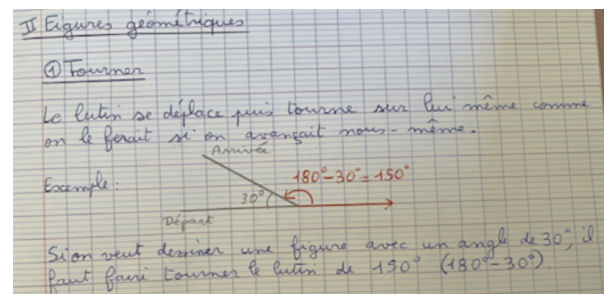 II Figures géométriques
① Tourner
Le lutin se déplace puis tourne sur lui même comme
on le ferait si on avançait nous-même.
Arrivée
Exemple:
180°-30°=150°
30°
Départ
Si on veut dessiner une figure avec un angle de 30°, il
faut faire tourner le lutin de 150° (180°-30°)